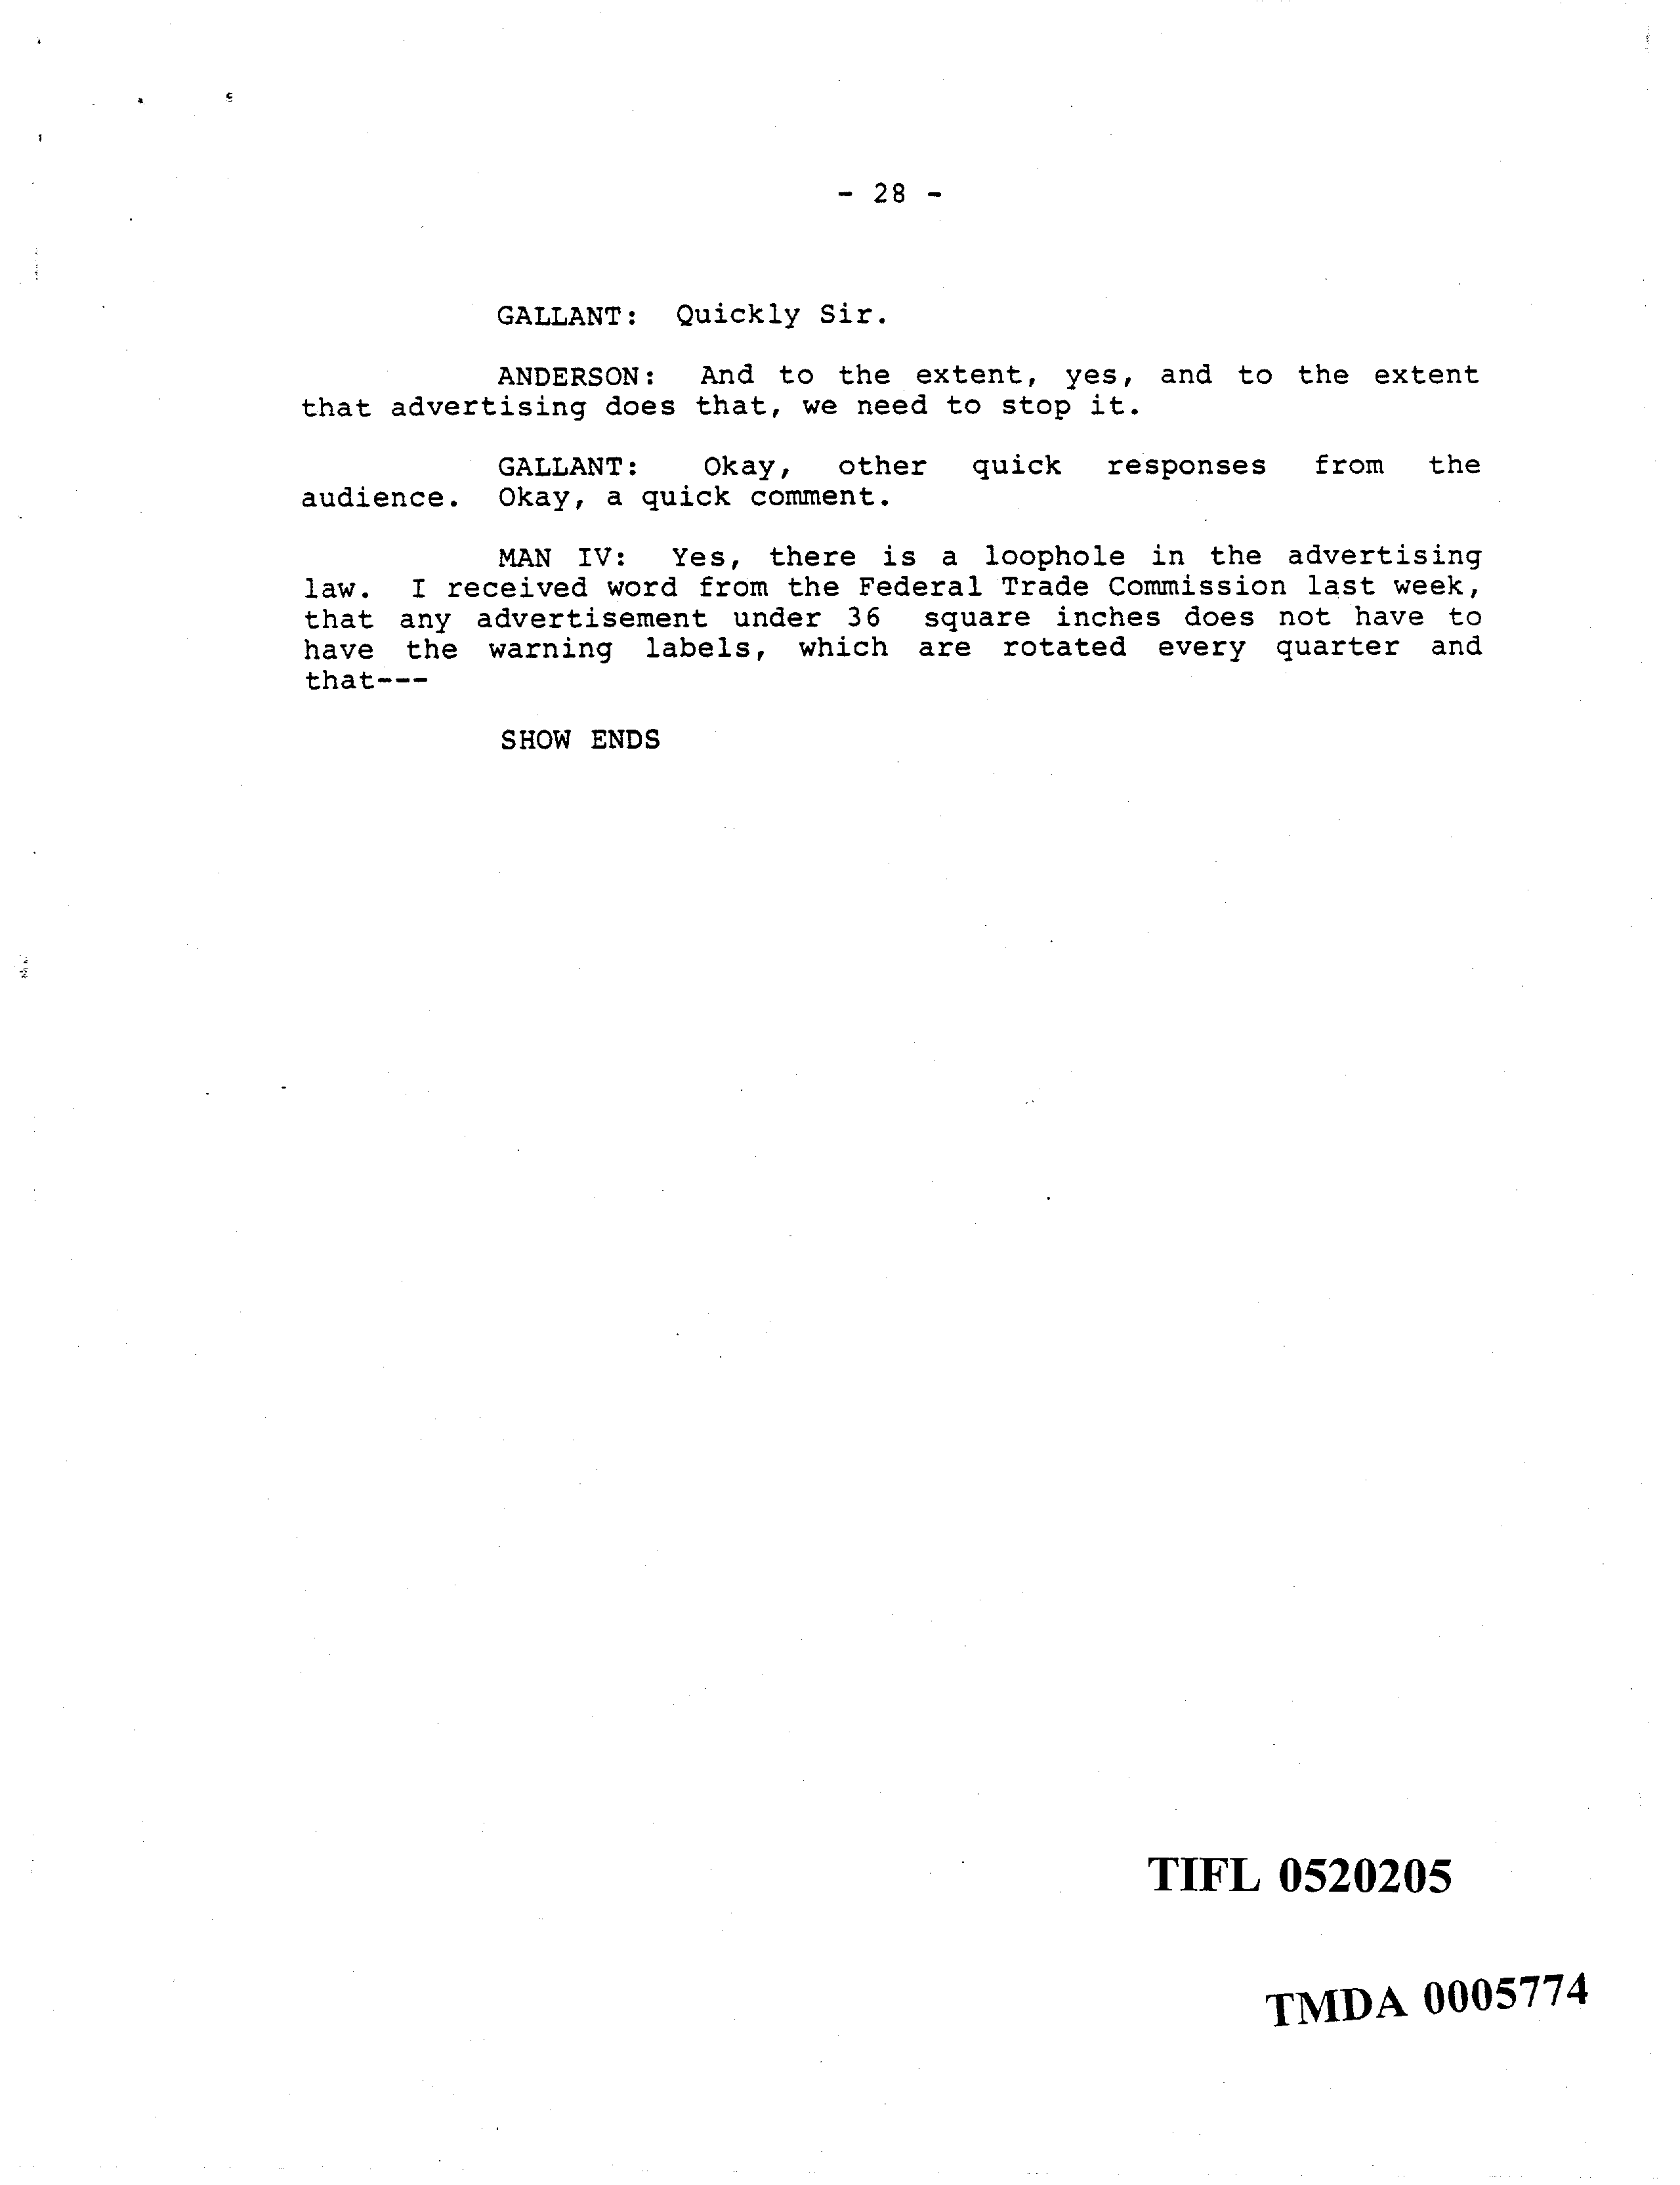 - 28 -
GALLANT: Quickly Sir.
ANDERSON: And to the extent, yes, and to the extent
that advertising does that, we need to stop it.
GALLANT: Okay, other quick responses from the
audience. Okay, a quick comment.
MAN IV: Yes, there is a loophole in the advertising
law. I received word from the Federal Trade Commission last week,
that any advertisement under 36 square inches does not have to
have the warning labels, which are rotated every quarter and
that---
SHOW ENDS
TIFL 0520205
TMDA 0005774